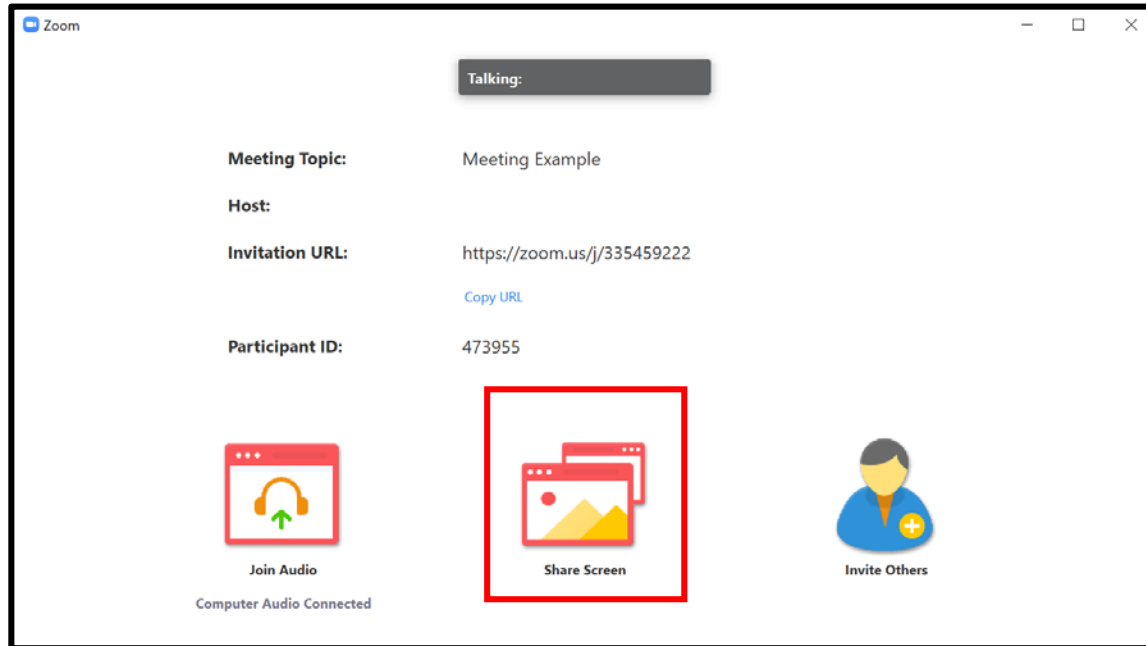 Zoom
Talking:
Meeting Topic: Meeting Example
Host:
Invitation URL: https://zoom.us/j/335459222
Copy URL
Participant ID: 473955
Join Audio Share Screen Invite Others
Computer Audio Connected